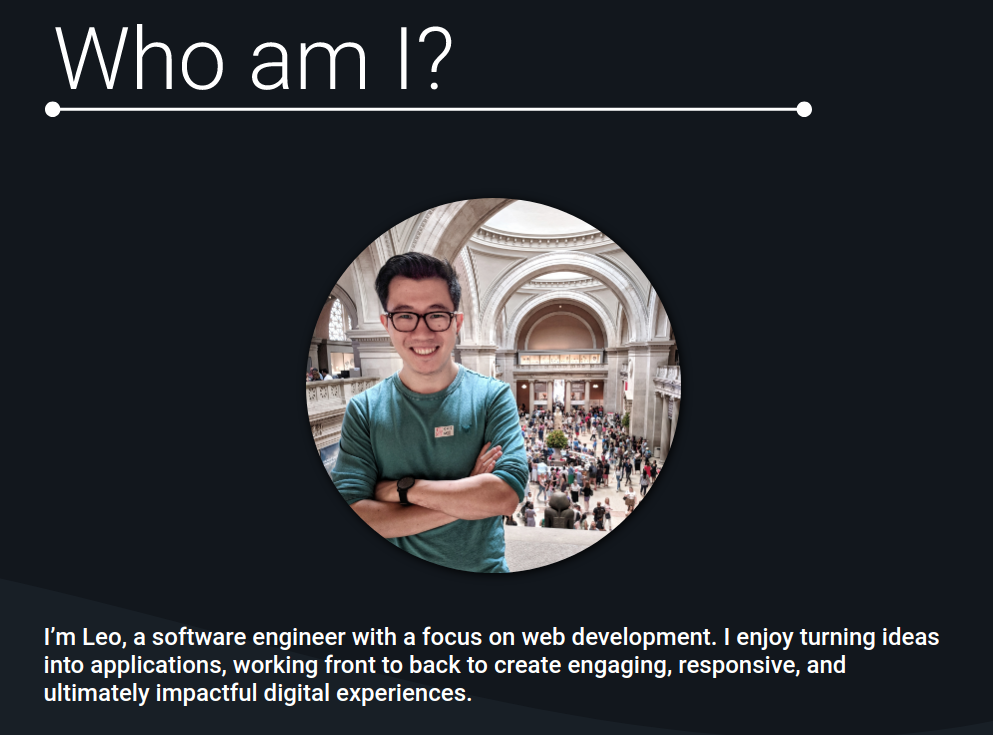 Who am I?
I’m Leo, a software engineer with a focus on web development. I enjoy turning ideas
into applications, working front to back to create engaging, responsive, and
ultimately impactful digital experiences.